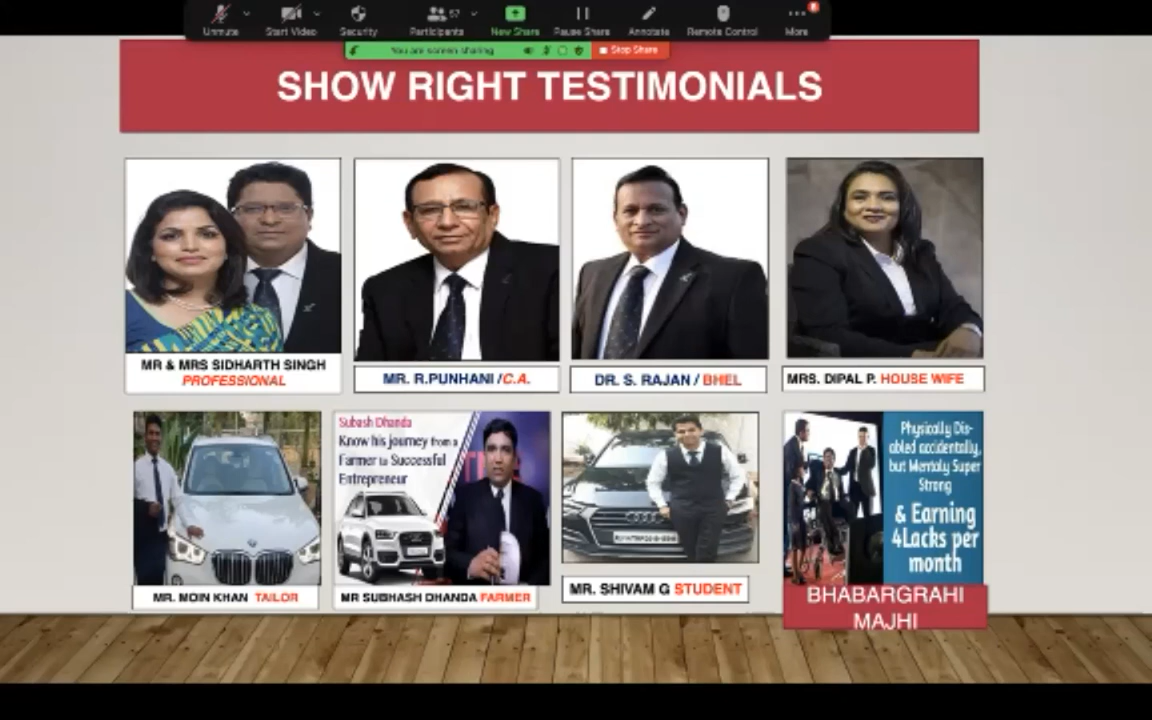 Unmute
Start Video
Security
Participants
57
New Share
Pause Share
Annotate
Remote Control
More
You are screen sharing
Stop Share
SHOW RIGHT TESTIMONIALS
MR & MRS SIDHARTH SINGH
PROFESSIONAL
MR. R.PUNHANI /C.A.
DR. S. RAJAN / BHEL
MRS. DIPAL P. HOUSE WIFE
Subash Dhanda
Know his journey from a
Farmer to Successful
Entrepreneur
Physically Dis-
abled accidentally,
but Mentaly Super
Strong
& Earning
4Lacks per
month
MR. MOIN KHAN TAILOR
MR SUBHASH DHANDA FARMER
MR. SHIVAM G STUDENT
BHABARGRAHI
MAJHI